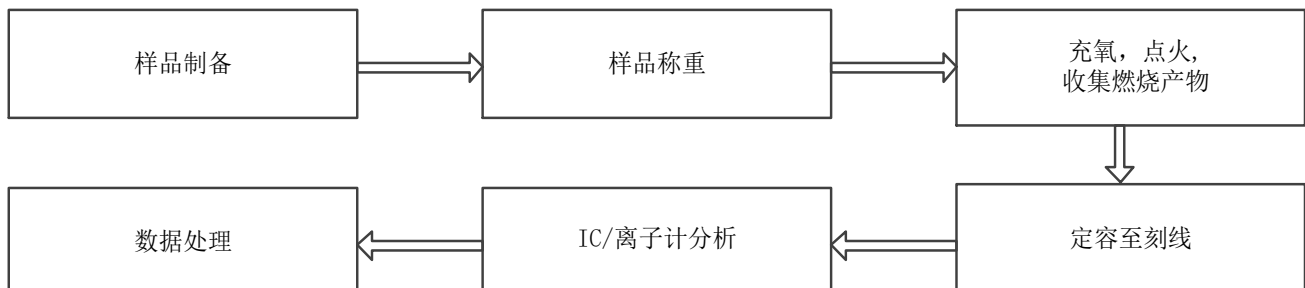 样品制备
样品称重
充氧，点火,
收集燃烧产物
定容至刻线
IC/离子计分析
数据处理